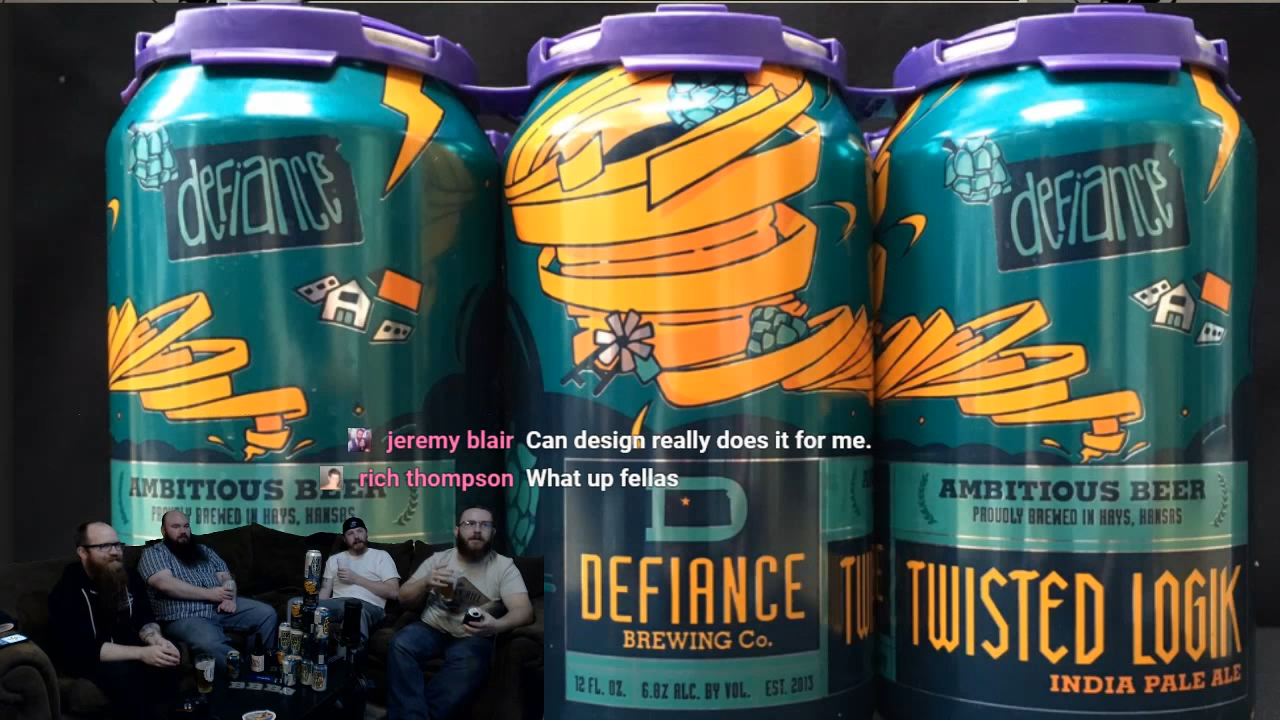 defiance
defiance
jeremy blair Can design really does it for me.
rich thompson What up fellas
AMBITIOUS BEER
PROUDLY BREWED IN HAYS, KANSAS
D
DEFIANCE
BREWING Co.
12 FL. OZ. 6.8% ALC. BY VOL. EST. 2013
TW
AMBITIOUS BEER
PROUDLY BREWED IN HAYS, KANSAS
TWISTED LOGIK
INDIA PALE ALE